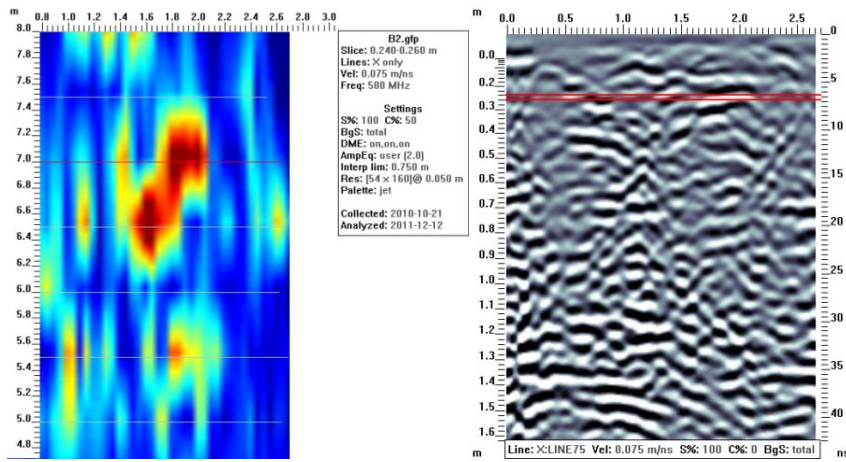 m
0.8 1.0 1.2 1.4 1.6 1.8 2.0 2.2 2.4 2.6 2.8 3.0
8.0
7.8
7.6
7.4
7.2
7.0
6.8
6.6
6.4
6.2
6.0
5.8
5.6
5.4
5.2
5.0
4.8
B2.gfp
Slice: 0.240-0.260 m
Lines: X only
Vel: 0.075 m/ns
Freq: 500 MHz
Settings
S%: 100 C%: 50
BgS: total
DME: on,on,on
AmpEq: user (2.0)
Interp lim: 0.750 m
Res: [54 x 160]@ 0.050 m
Palette: jet
Collected: 2010-10-21
Analyzed: 2011-12-12
m
0.0 0.5 1.0 1.5 2.0 2.5
0.0
0.2
0.3
0.4
0.5
0.6
0.7
0.8
0.9
1.0
1.1
1.2
1.3
1.4
1.5
1.6
m
0
5
10
15
20
25
30
35
40
ns
Line: X:LINE75 Vel: 0.075 m/ns S%: 100 C%: 0 BgS: total